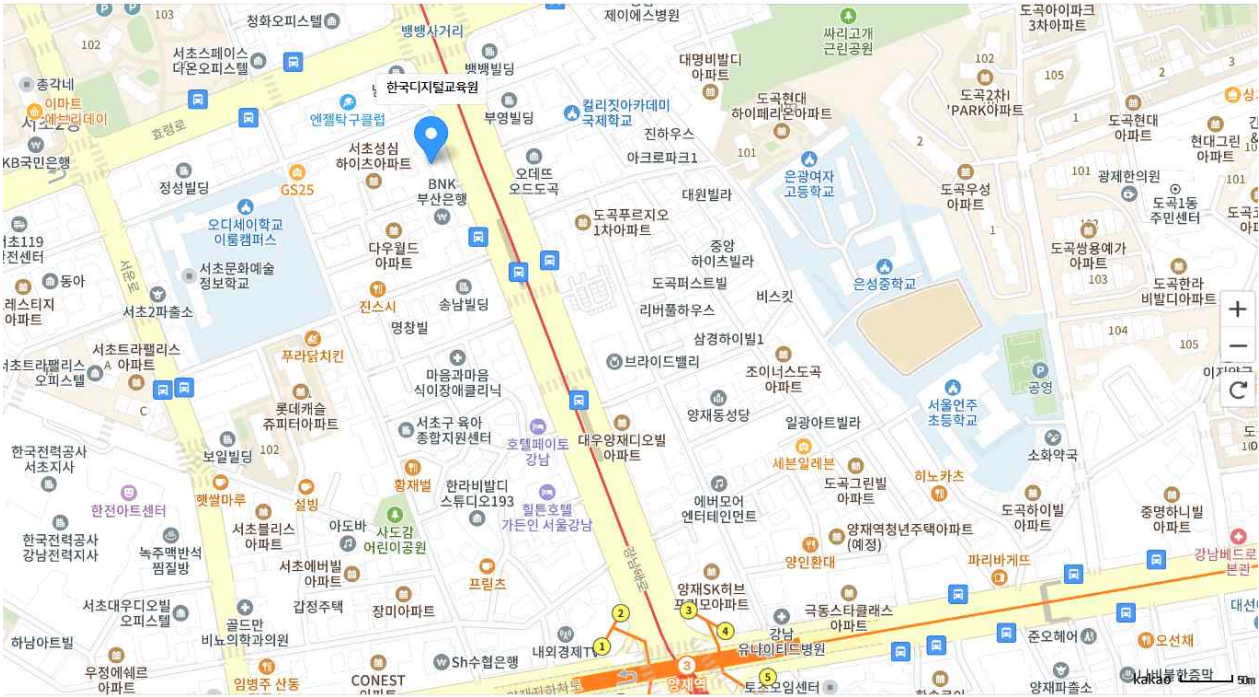 103
102
청화오피스텔
뱅뱅사거리
제이에스병원
싸리고개
근린공원
도곡아이파크
3차아파트
서초스페이스
다온오피스텔
뱅뱅빌딩
대명비발디
아파트
102
105
1
2
3
총각네
이마트
에브리데이
한국디지털교육원
엔젤탁구클럽
부영빌딩
컬리짓아카데미
국제학교
도곡현대
하이페리온아파트
도곡2차I
'PARK아파트
도곡현대
아파트
현대그린
아파트
효령로
KB국민은행
정성빌딩
GS25
서초성심
하이츠아파트
BNK
부산은행
오데뜨
오드도곡
진하우스
아크로파크1
대원빌라
101
은광여자
고등학교
2
1
도곡우성
아파트
101
광제한의원
101
도곡1동
주민센터
오디세이학교
이룸캠퍼스
다우월드
아파트
도곡푸르지오
1차아파트
중앙
하이츠빌라
102
도곡쌍용예가
아파트
103
서초문화예술
정보학교
서운로
동아
서초2파출소
진스시
송남빌딩
명창빌
도곡퍼스트빌
리버풀하우스
비스킷
은성중학교
도곡한라
비발디아파트
104
105
서초트라팰리스
A 아파트
C
푸라닭치킨
마음과마음
식이장애클리닉
브라이드밸리
삼경하이빌1
조이너스도곡
아파트
공영
롯데캐슬
쥬피터아파트
서초구 육아
종합지원센터
호텔페이토
강남
대우양재디오빌
아파트
양재동성당
일광아트빌라
서울언주
초등학교
소화약국
한국전력공사
서초지사
보일빌딩
102
햇쌀마루
설빙
황재벌
한라비발디
스튜디오193
힐튼호텔
가든인 서울강남
세븐일레븐
도곡그린빌
아파트
히노카츠
에버모어
엔터테인먼트
도곡하이빌
아파트
중명하니빌
아파트
한전아트센터
한국전력공사
강남전력지사
녹주맥반석
찜질방
서초블리스
아파트
아도바
사도감
어린이공원
양재역청년주택아파트
(예정)
양인환대
파리바게뜨
강남베드로
본관
서초에버빌
아파트
프릴츠
강남대로
서초대우디오빌
오피스텔
골드만
비뇨의학과의원
감정주택
장미아파트
양재SK허브
프리모아파트
극동스타클래스
아파트
2
3
4
1
강남
유나이티드병원
준오헤어
오선채
하남아트빌
우정에쉐르
아파트
임병주 산동
CONEST
Sh수협은행
내외경제TV
3
양재역
5
토즈모임센터
양재파출소
kakao
50m